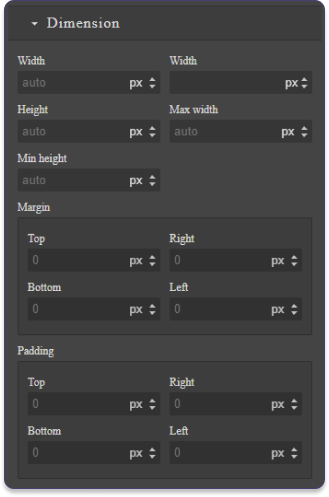 Dimension
Width Width
auto px px
Height Max width
auto px auto px
Min height
auto px
Margin
Top Right
0 px 0 px
Bottom Left
0 px 0 px
Padding
Top Right
0 px 0 px
Bottom Left
0 px 0 px